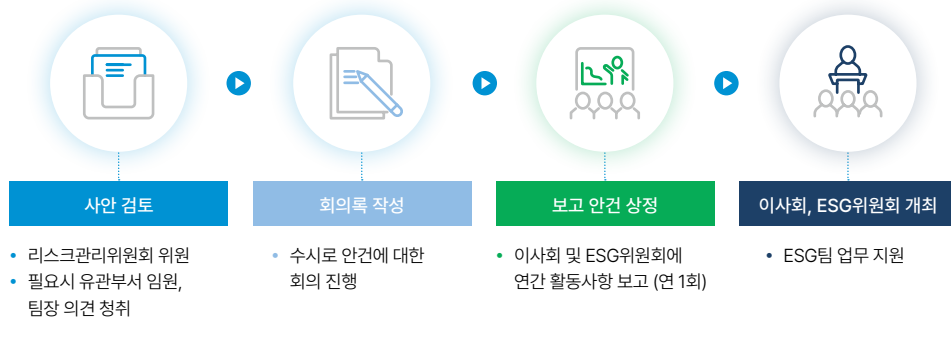 사안 검토
• 리스크관리위원회 위원
• 필요시 유관부서 임원,
팀장 의견 청취
회의록 작성
• 수시로 안건에 대한
회의 진행
보고 안건 상정
• 이사회 및 ESG위원회에
연간 활동사항 보고 (연 1회)
이사회, ESG위원회 개최
• ESG팀 업무 지원